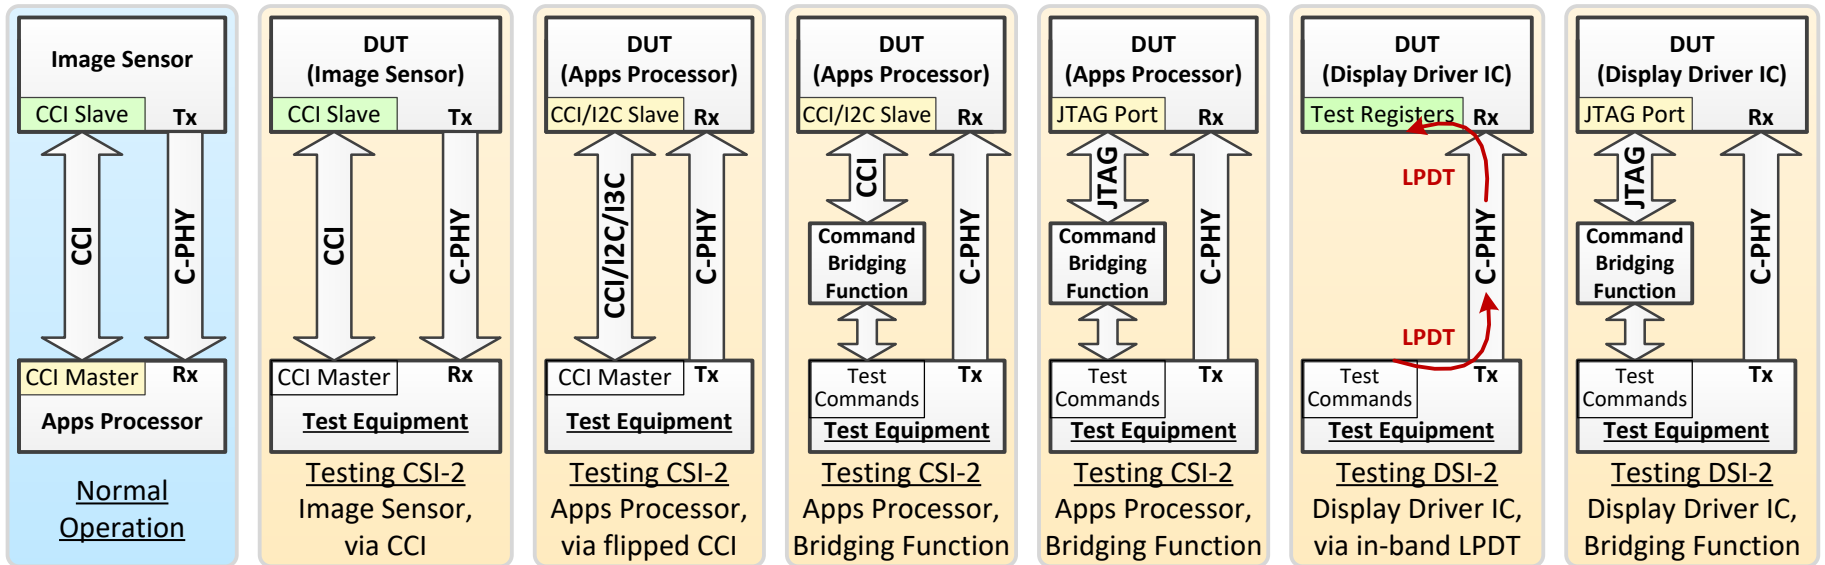 Image Sensor
CCI Slave
Tx
CCI
C-PHY
CCI Master
Rx
Apps Processor
Normal
Operation
DUT
(Image Sensor)
CCI Slave
Tx
CCI
C-PHY
CCI Master
Rx
Test Equipment
Testing CSI-2
Image Sensor,
via CCI
DUT
(Apps Processor)
CCI/I2C Slave
Rx
CCI/I2C/I3C
C-PHY
CCI Master
Tx
Test Equipment
Testing CSI-2
Apps Processor,
via flipped CCI
DUT
(Apps Processor)
CCI/I2C Slave
Rx
CCI
Command
Bridging
Function
C-PHY
Test
Commands
Tx
Test Equipment
Testing CSI-2
Apps Processor,
Bridging Function
DUT
(Apps Processor)
JTAG Port
Rx
JTAG
Command
Bridging
Function
C-PHY
Test
Commands
Tx
Test Equipment
Testing CSI-2
Apps Processor,
Bridging Function
DUT
(Display Driver IC)
Test Registers
Rx
LPDT
C-PHY
LPDT
Test
Commands
Tx
Test Equipment
Testing DSI-2
Display Driver IC,
via in-band LPDT
DUT
(Display Driver IC)
JTAG Port
Rx
JTAG
Command
Bridging
Function
C-PHY
Test
Commands
Tx
Test Equipment
Testing DSI-2
Display Driver IC,
Bridging Function